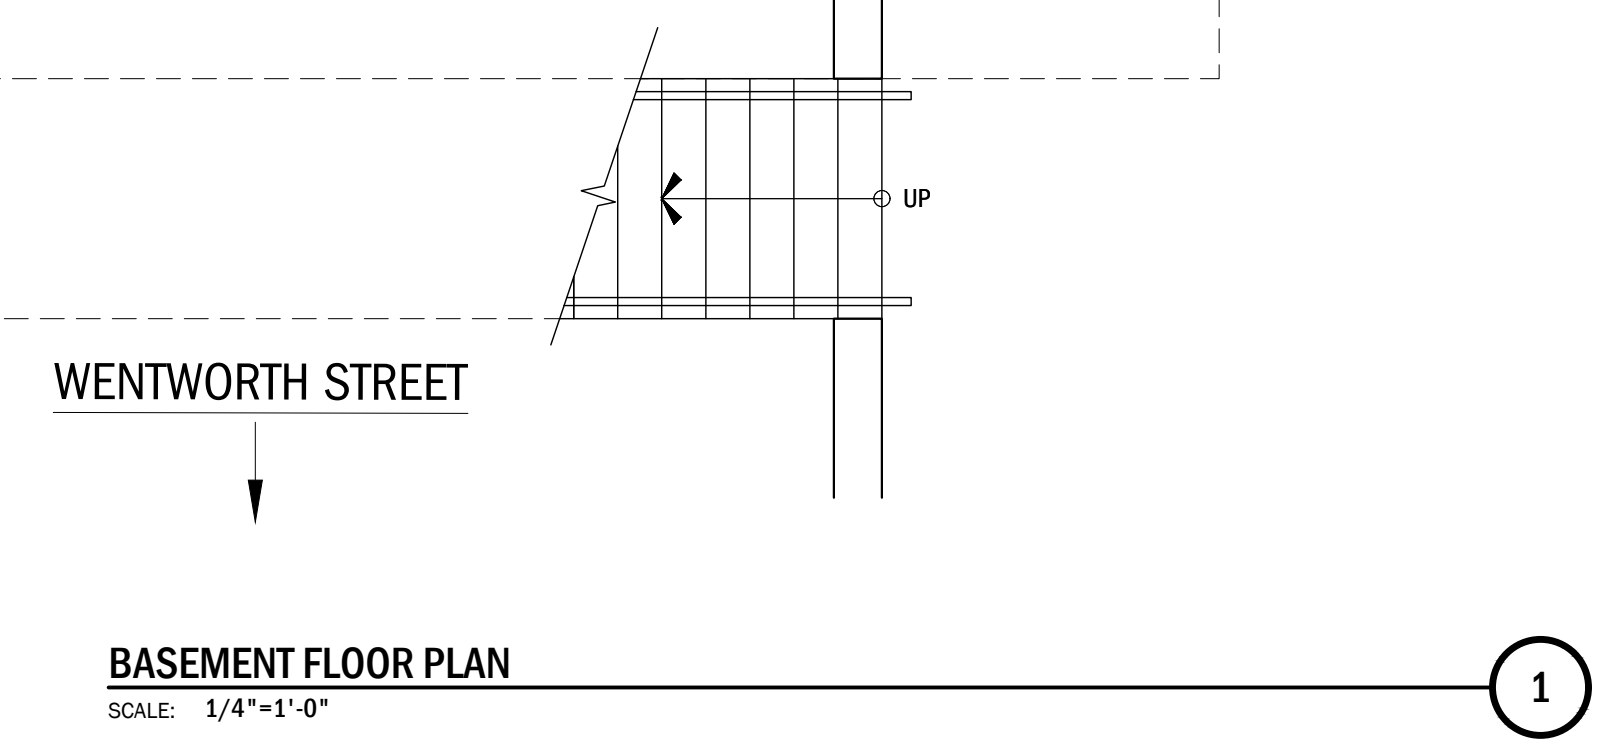 UP
WENTWORTH STREET
BASEMENT FLOOR PLAN
1
SCALE: 1/4"=1'-0"